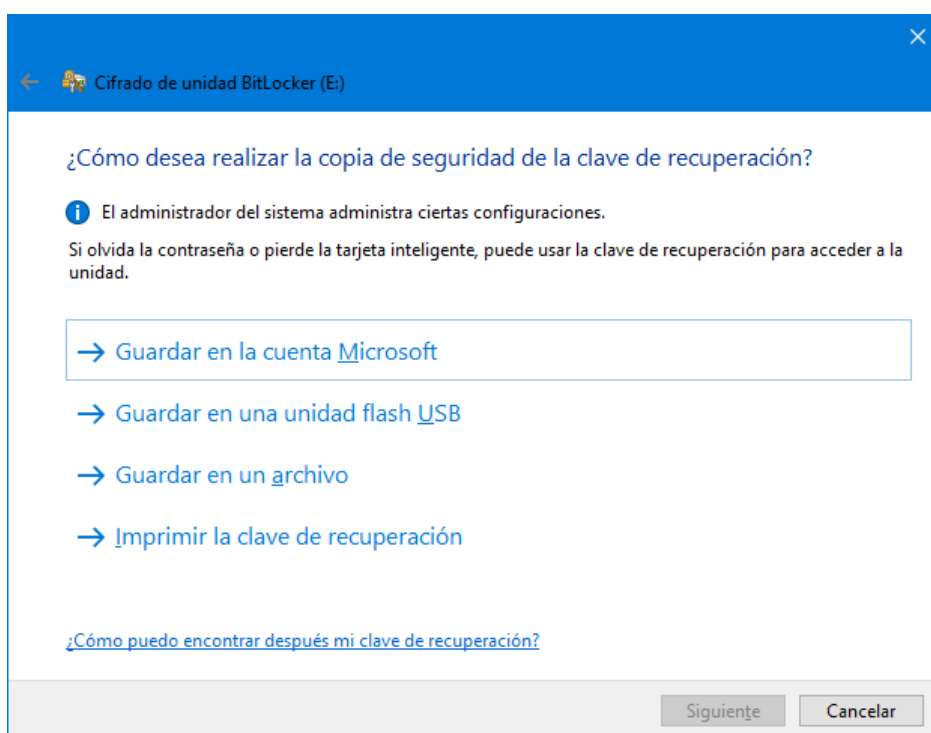 Cifrado de unidad BitLocker (E:)
¿Cómo desea realizar la copia de seguridad de la clave de recuperación?
El administrador del sistema administra ciertas configuraciones.
Si olvida la contraseña o pierde la tarjeta inteligente, puede usar la clave de recuperación para acceder a la
unidad.
Guardar en la cuenta Microsoft
Guardar en una unidad flash USB
Guardar en un archivo
Imprimir la clave de recuperación
¿Cómo puedo encontrar después mi clave de recuperación?
Siguiente
Cancelar